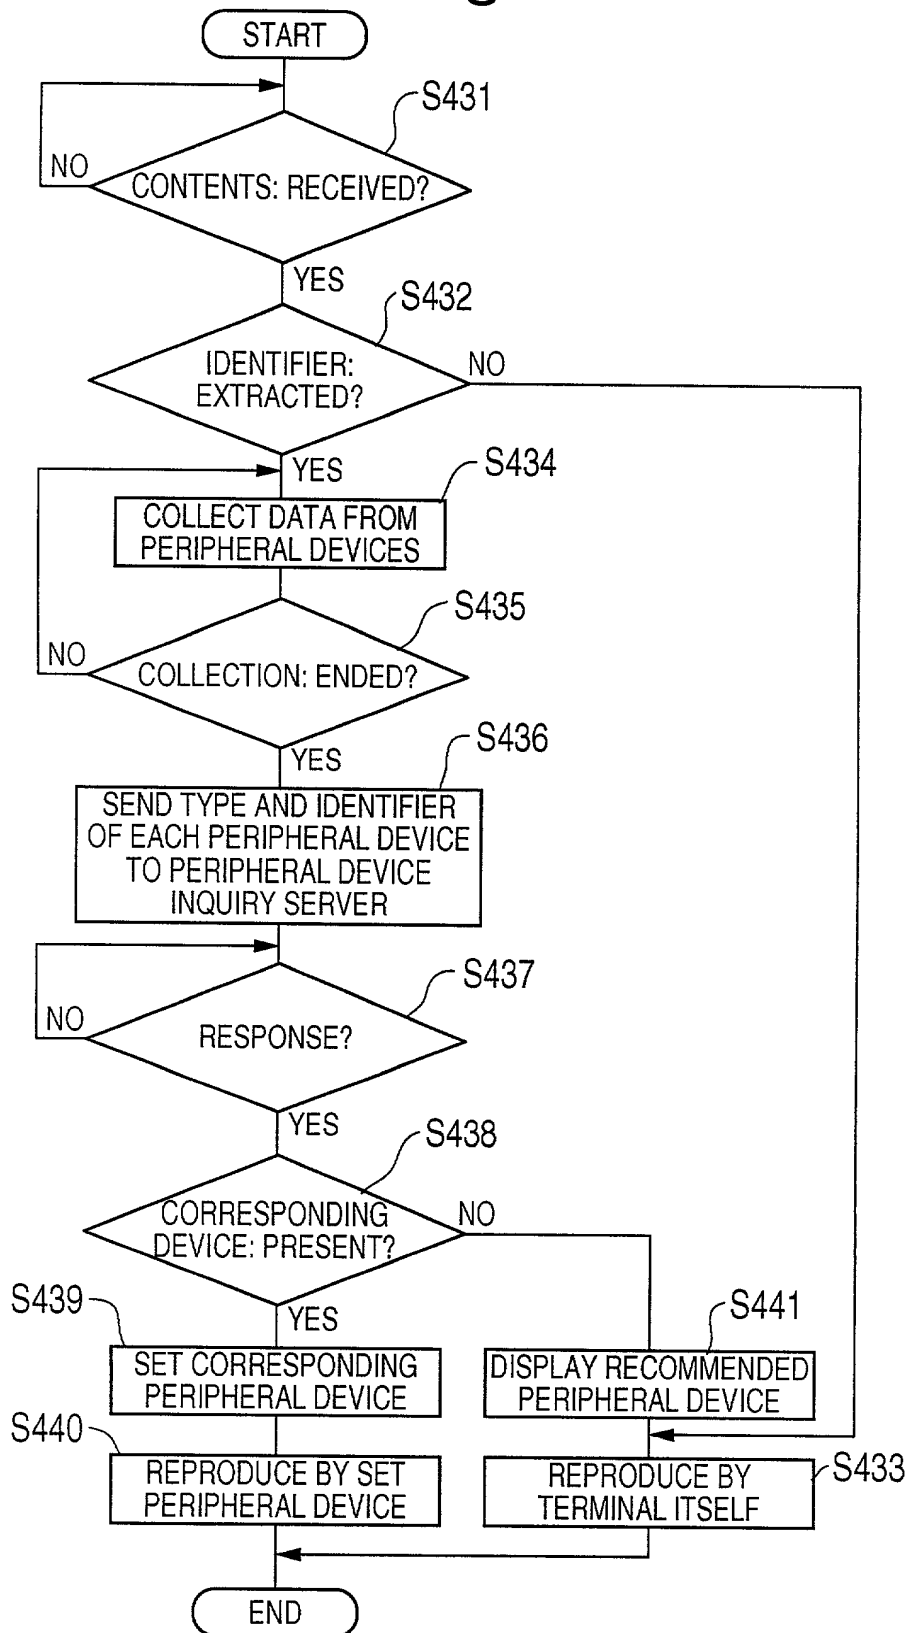 START
S431
NO
CONTENTS: RECEIVED?
YES
S432
IDENTIFIER:
EXTRACTED?
NO
YES
S434
COLLECT DATA FROM
PERIPHERAL DEVICES
S435
NO
COLLECTION: ENDED?
YES
S436
SEND TYPE AND IDENTIFIER
OF EACH PERIPHERAL DEVICE
TO PERIPHERAL DEVICE
INQUIRY SERVER
S437
NO
RESPONSE?
YES
S438
CORRESPONDING
DEVICE: PRESENT?
NO
YES
S439
SET CORRESPONDING
PERIPHERAL DEVICE
S441
DISPLAY RECOMMENDED
PERIPHERAL DEVICE
S440
REPRODUCE BY SET
PERIPHERAL DEVICE
S433
REPRODUCE BY
TERMINAL ITSELF
END